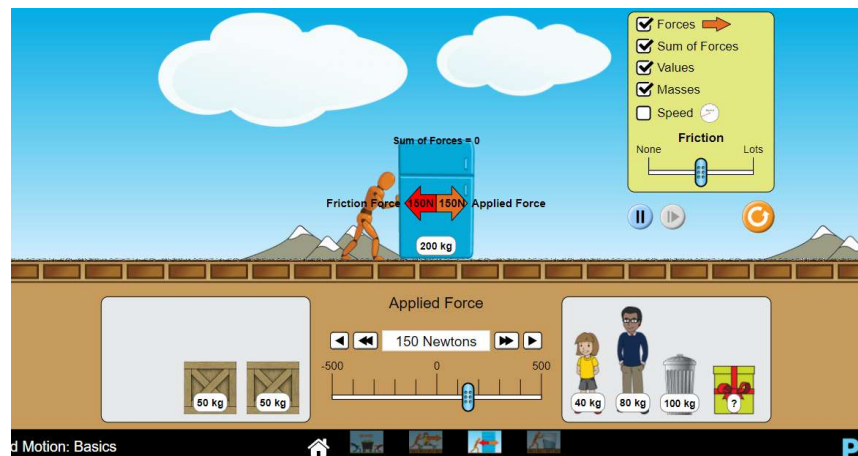 Forces
Sum of Forces
Values
Masses
Speed
Friction
None Lots
Sum of Forces = 0
Friction Force 150N 150N Applied Force
200 kg
Applied Force
150 Newtons
-500 0 500
50 kg 50 kg
40 kg 80 kg 100 kg ?
d Motion: Basics
P